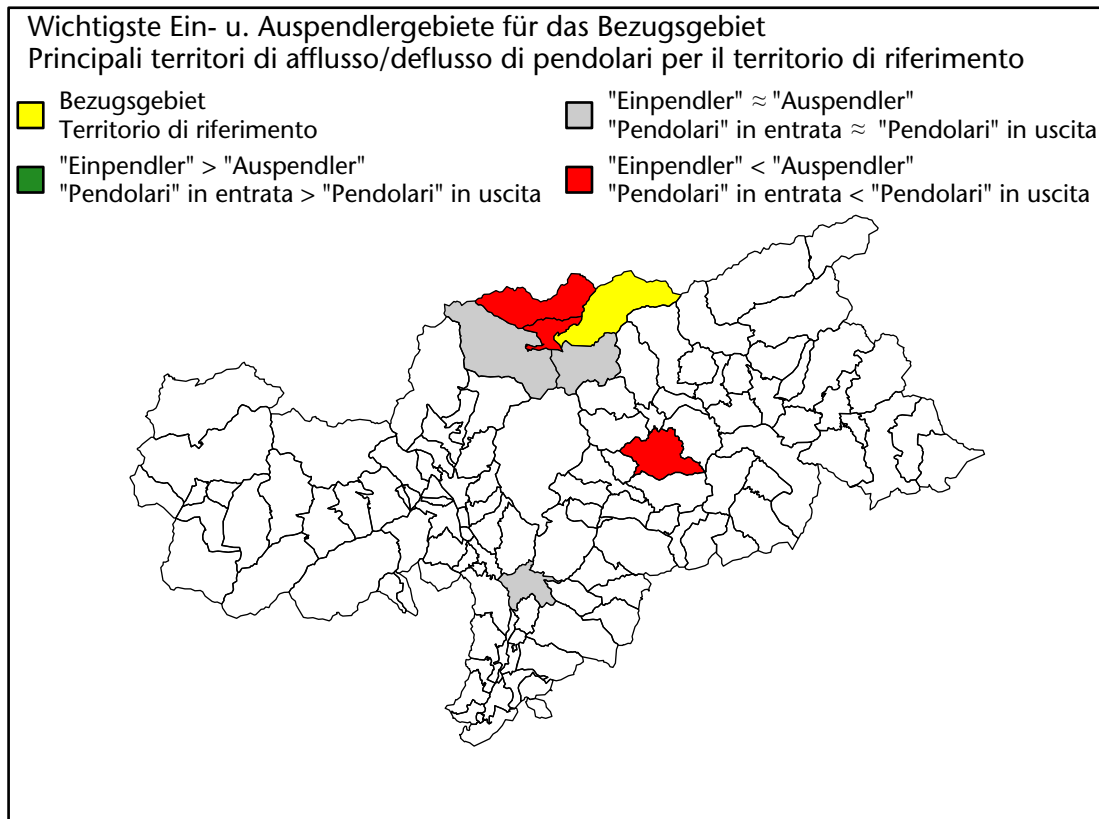 Wichtigste Ein- u. Auspendlergebiete für das Bezugsgebiet
Principali territori di afflusso/deflusso di pendolari per il territorio di riferimento
Bezugsgebiet
Territorio di riferimento
"Einpendler" > "Auspendler"
"Pendolari" in entrata > "Pendolari" in uscita
"Einpendler" ≈ "Auspendler"
"Pendolari" in entrata ≈ "Pendolari" in uscita
"Einpendler" < "Auspendler"
"Pendolari" in entrata < "Pendolari" in uscita